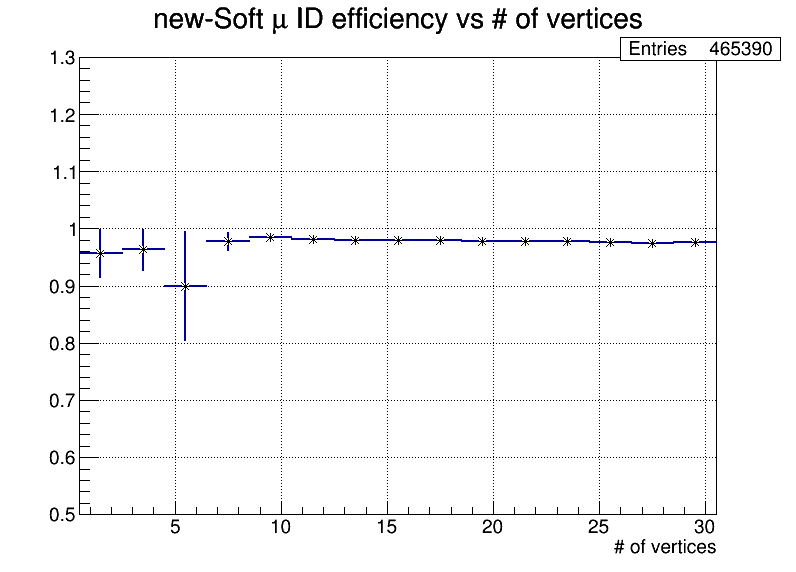 new-Soft μ ID efficiency vs # of vertices
Entries 465390
1.3
1.2
1.1
1
0.9
0.8
0.7
0.6
0.5
5 10 15 20 25 30
# of vertices